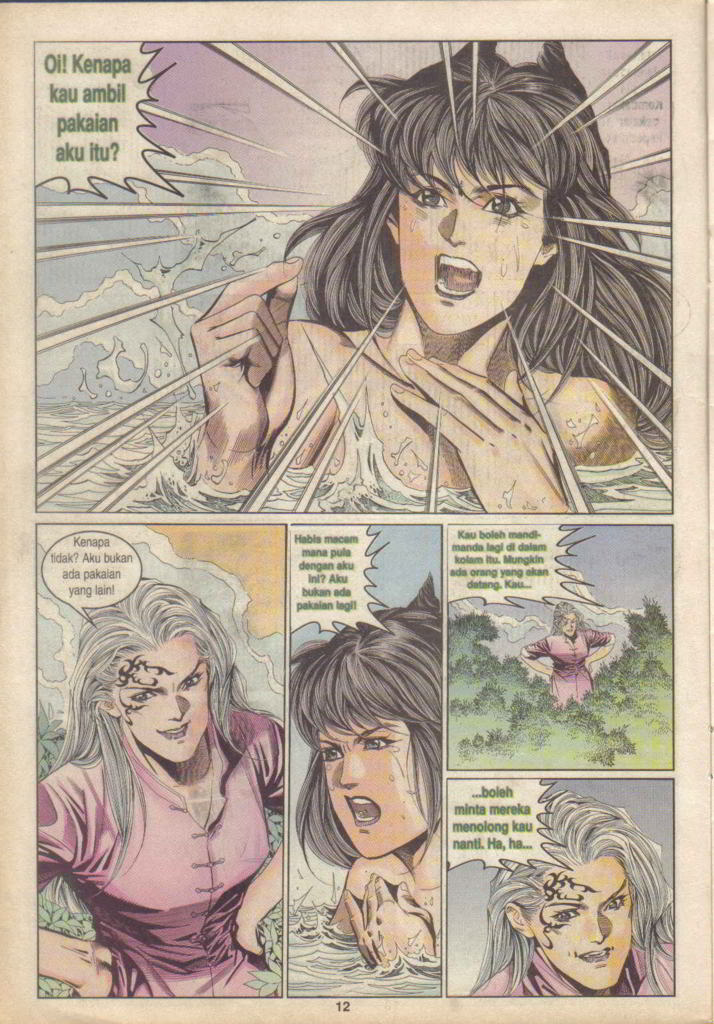 Oi! Kenapa
kau ambil
pakaian
aku itu?
Kenapa
tidak? Aku bukan
ada pakaian
yang lain!
Habis macam
mana pula
dengan aku
ini? Aku
bukan ada
pakaian lagi!
Kau boleh mandi-
manda lagi di dalam
kolam itu. Mungkin
ada orang yang akan
datang. Kau...
...boleh
minta mereka
menolong kau
nanti. Ha, ha...
12